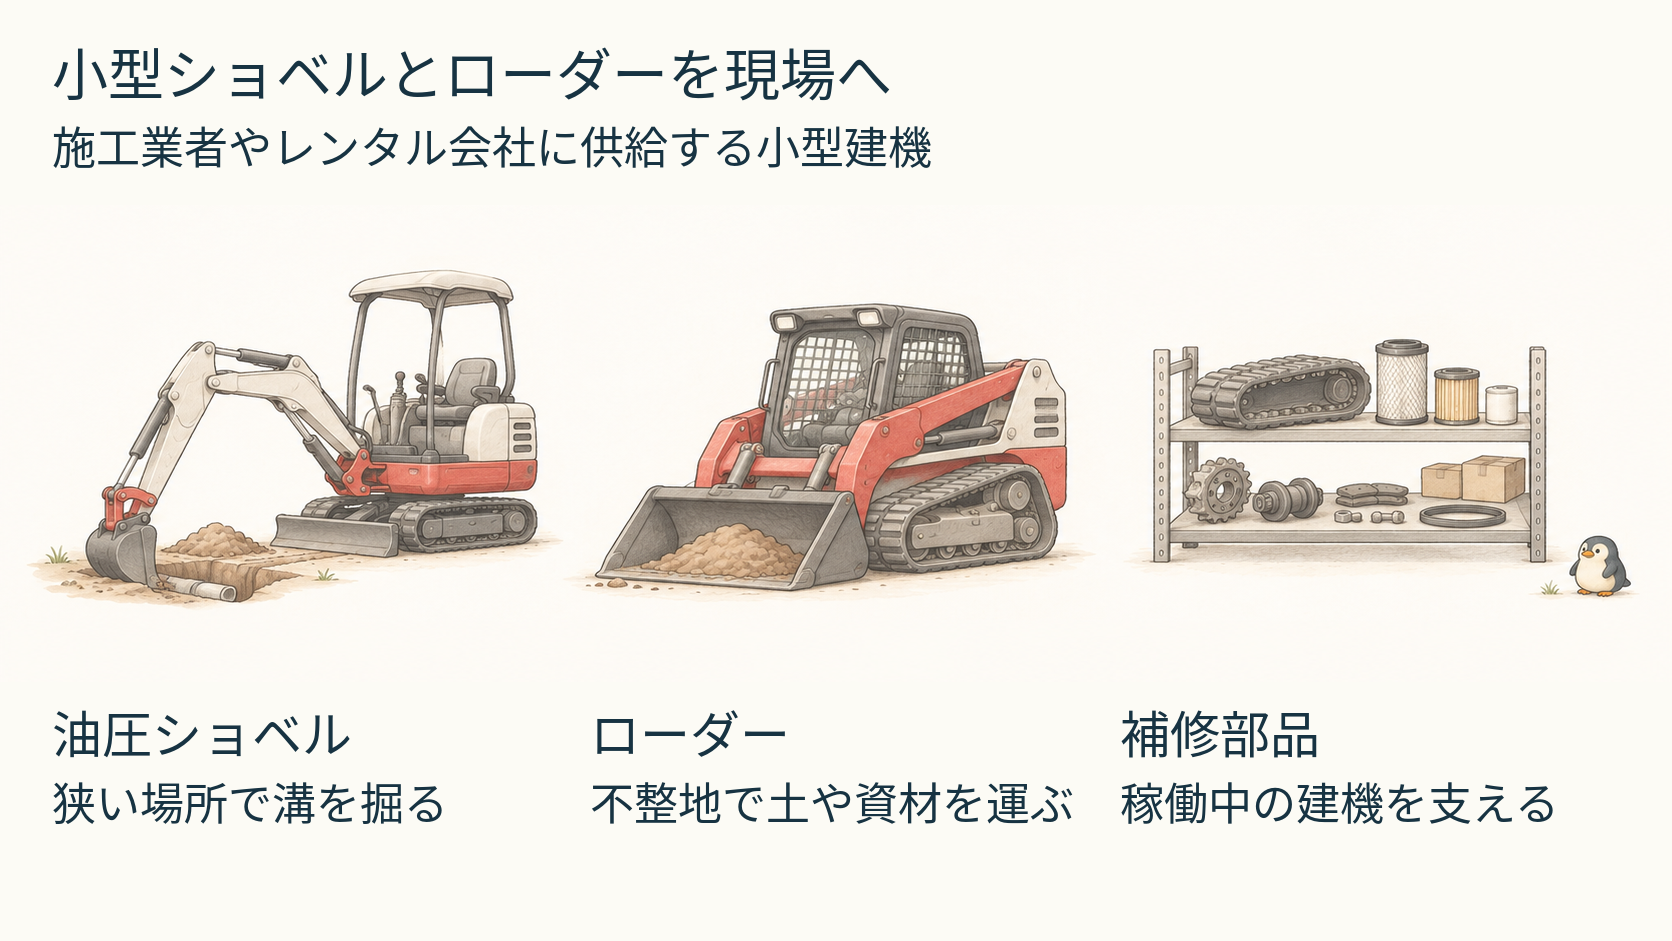 小型ショベルとローダーを現場へ
施工業者やレンタル会社に供給する小型建機
油圧ショベル
狭い場所で溝を掘る
ローダー
不整地で土や資材を運ぶ
補修部品
稼働中の建機を支える